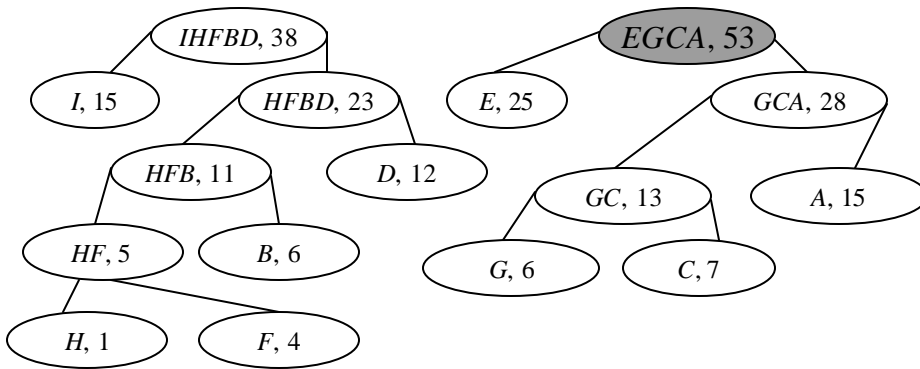 IHFBD, 38
EGCA, 53
I, 15
HFBD, 23
E, 25
GCA, 28
HFB, 11
D, 12
GC, 13
A, 15
HF, 5
B, 6
G, 6
C, 7
H, 1
F, 4